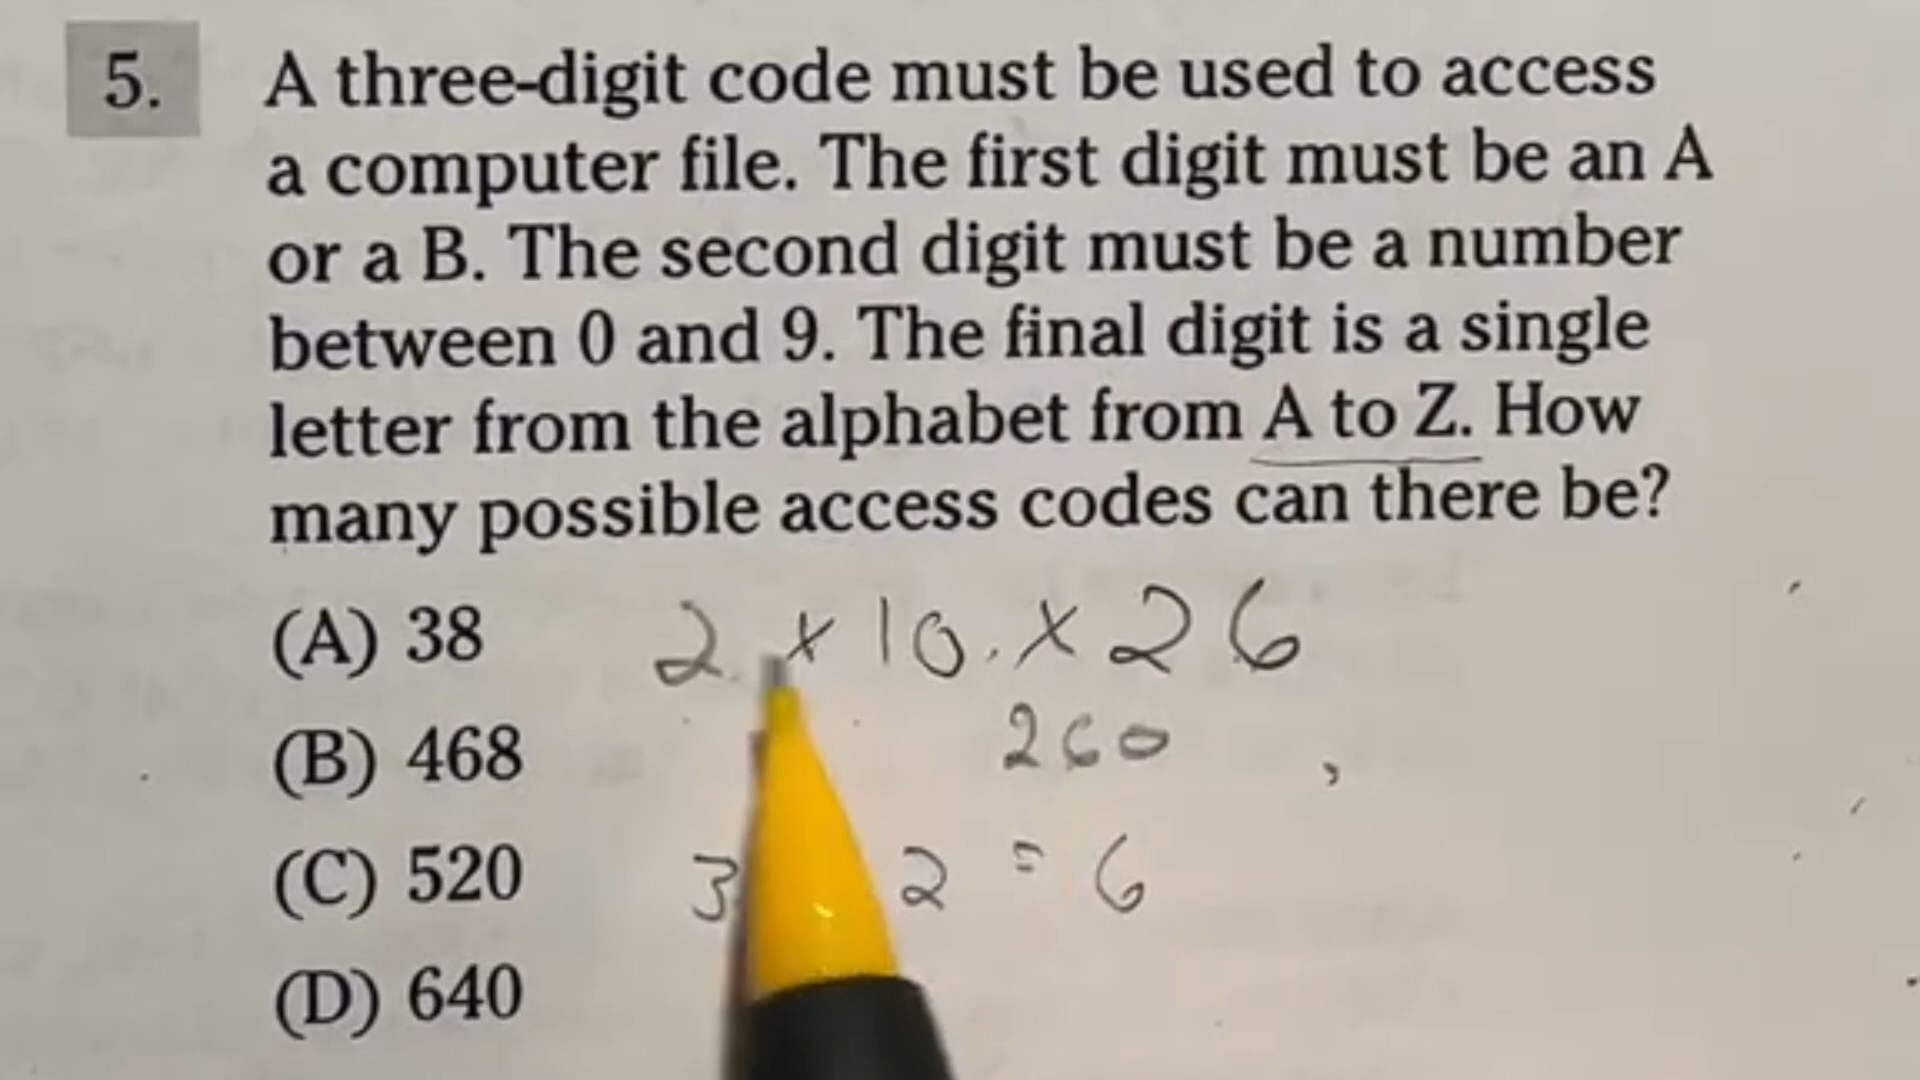 5. A three-digit code must be used to access
a computer file. The first digit must be an A
or a B. The second digit must be a number
between 0 and 9. The final digit is a single
letter from the alphabet from A to Z. How
many possible access codes can there be?
(A) 38
2 x 10 . x 26
(B) 468
260
(C) 520
3 2 = 6
(D) 640